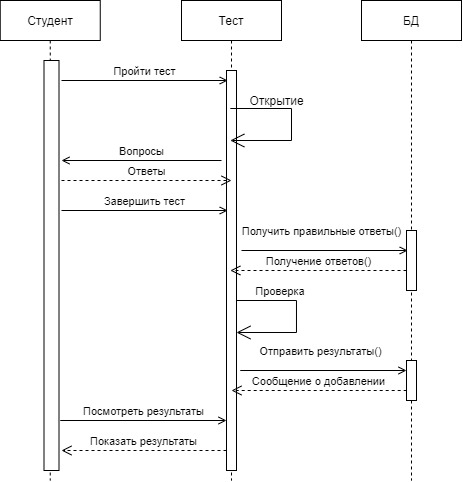 Студент
Тест
БД
Пройти тест
Открытие
Вопросы
Ответы
Завершить тест
Получить правильные ответы()
Получение ответов()
Проверка
Отправить результаты()
Сообщение о добавлении
Посмотреть результаты
Показать результаты